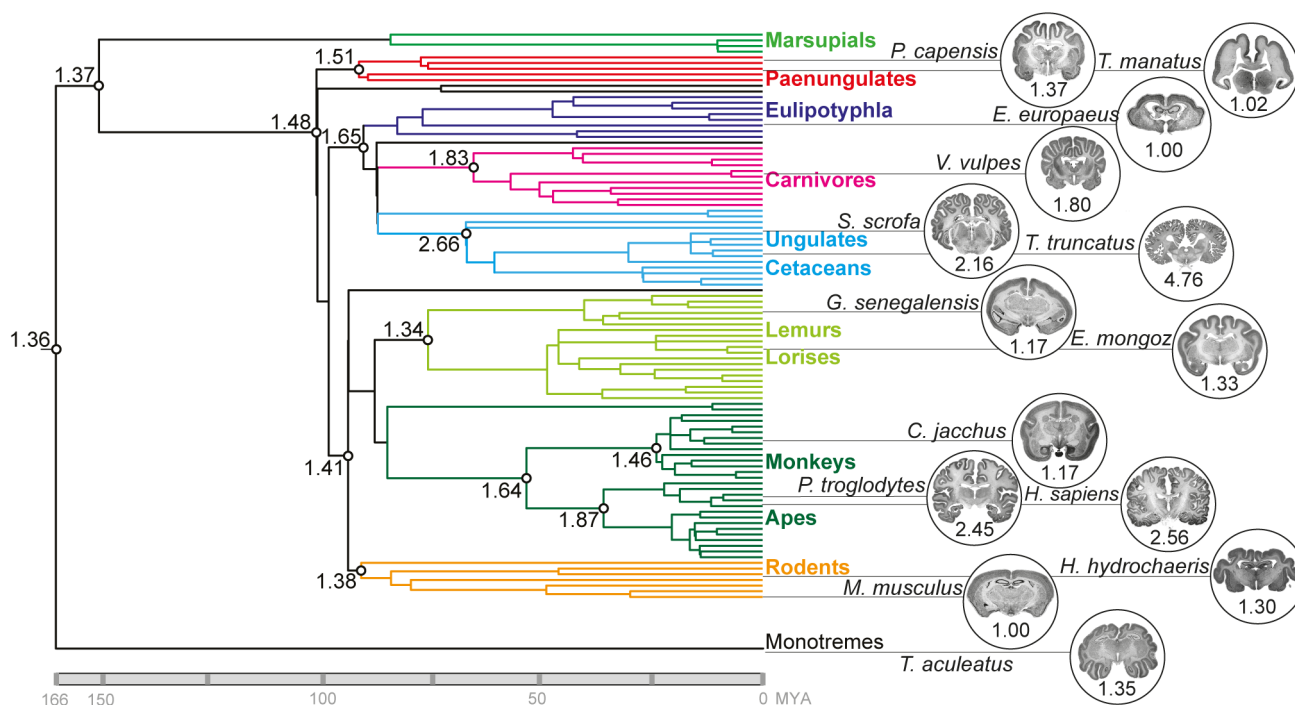 Marsupials
P. capensis
1.37
T. manatus
1.02
1.51
1.37
Paenungulates
E. europaeus
1.00
1.48
Eulipotyphla
1.65
V. vulpes
1.80
1.83
Carnivores
S. scrofa
2.16
2.66
Ungulates
T. truncatus
4.76
Cetaceans
G. senegalensis
1.17
1.36
1.34
Lemurs
E. mongoz
1.33
Lorises
C. jacchus
1.17
1.41
1.46
Monkeys
1.64
P. troglodytes
2.45
H. sapiens
2.56
1.87
Apes
1.38
Rodents
H. hydrochaeris
1.30
M. musculus
1.00
Monotremes
T. aculeatus
1.35
166 150 100 50 0 MYA